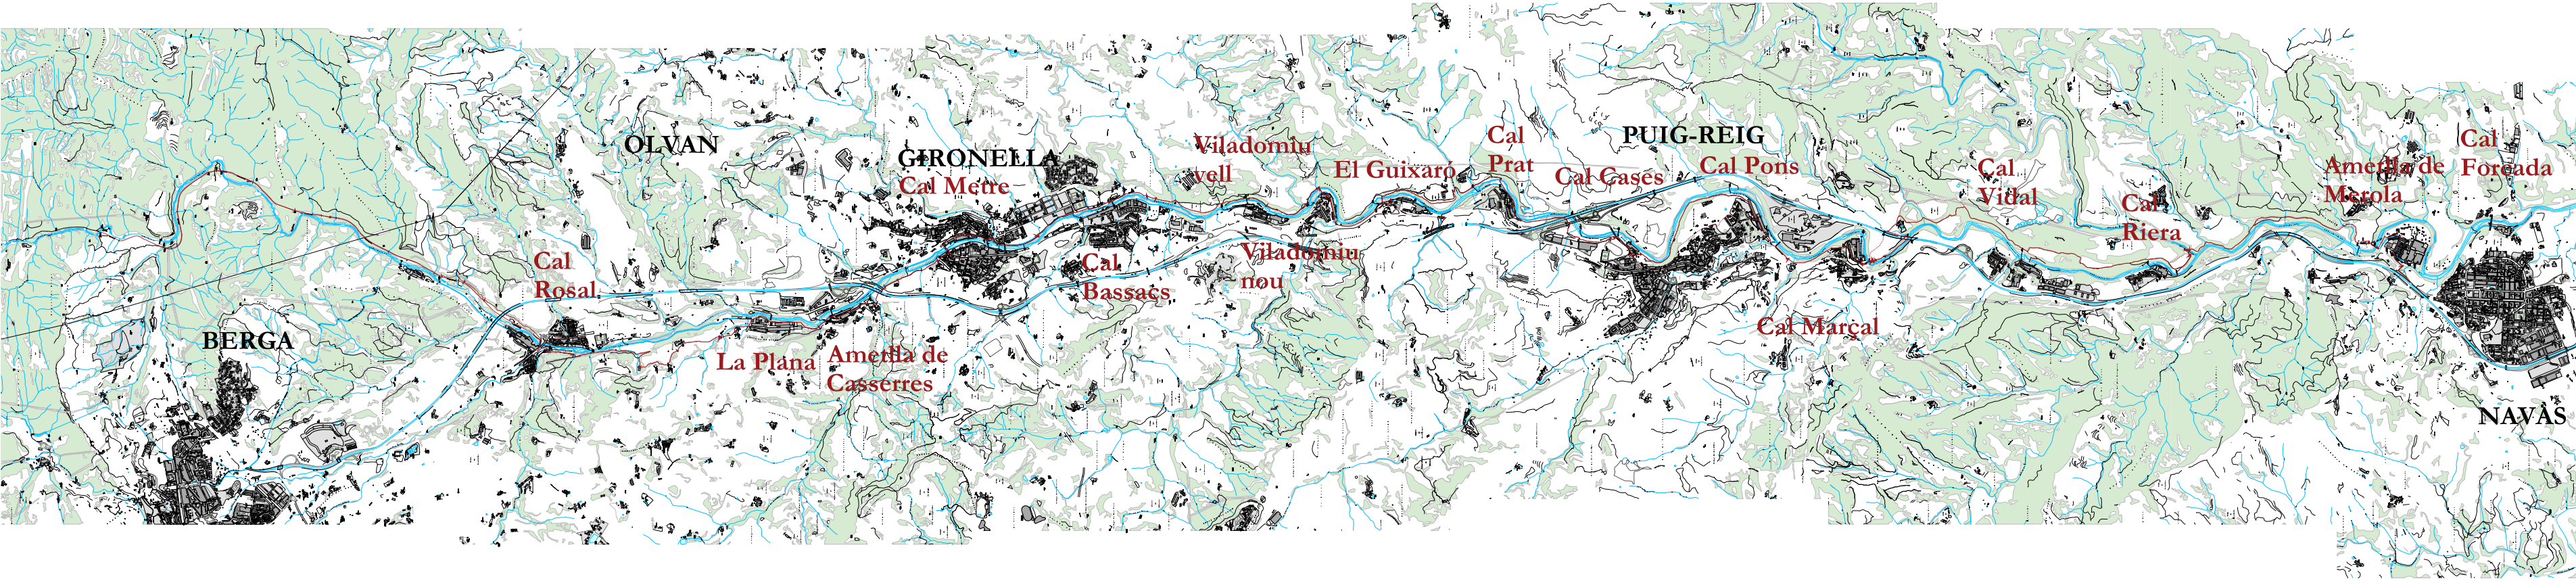 BERGA
Cal
Rosal
OLVAN
La Plana
Ametlla de
Casserres
GIRONELLA
Cal Metre
Cal
Bassacs
Viladomiu
vell
Viladomiu
nou
El Guixaró
Cal
Prat
Cal Cases
PUIG-REIG
Cal Pons
Cal Marçal
Cal
Vidal
Cal
Riera
Ametlla de
Merola
Cal
Forcada
NAVÀS